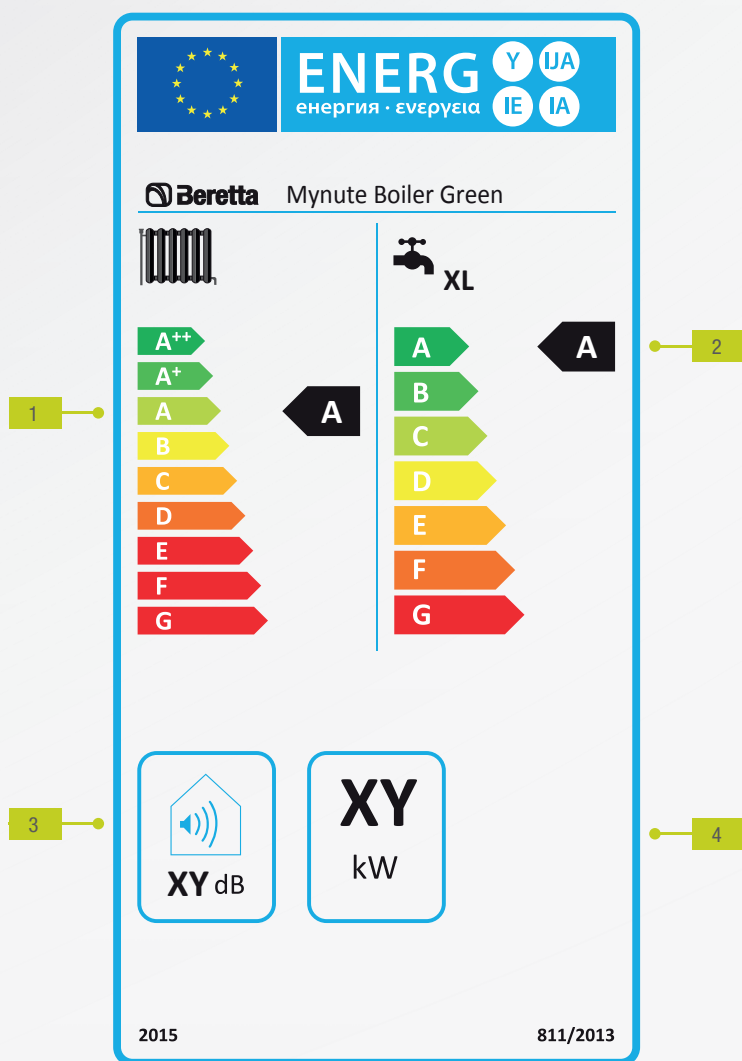 ENERG Y IJA
енергия · ενεργεια IE IA
Beretta Mynute Boiler Green
XL
A++
A+
A
B
C
D
E
F
G
A
A
B
C
D
E
F
G
A
1
2
3
4
XY dB
XY
kW
2015 811/2013